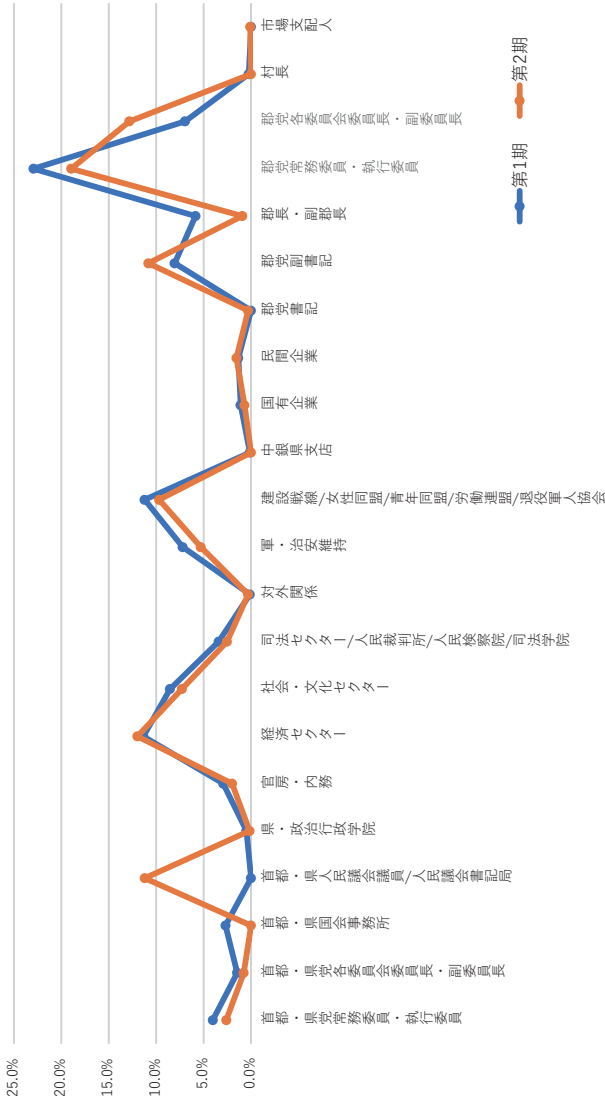 25.0%
20.0%
15.0%
10.0%
5.0%
0.0%
首都・県党常務委員・執行委員
首都・県党各委員会委員長・副委員長
首都・県国会事務所
首都・県人民議会議員/人民議会書記局
県・政治行政学院
官房・内務
経済セクター
社会・文化セクター
司法セクター/人民裁判所/人民検察院/司法学院
対外関係
軍・治安維持
建設戦線/女性同盟/青年同盟/労働連盟/退役軍人協会
中銀県支店
国有企業
民間企業
郡党書記
郡党副書記
郡長・副郡長
郡党常務委員・執行委員
郡党各委員会委員長・副委員長
村長
市場支配人
第1期
第2期